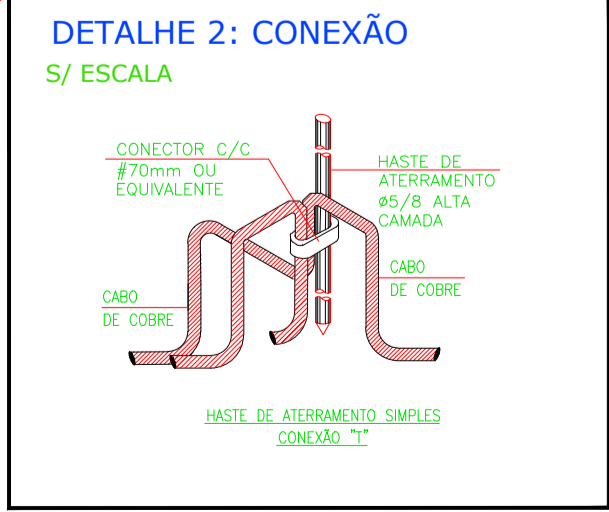 DETALHE 2: CONEXÃO
S/ ESCALA
CONECTOR C/C
#70mm OU
EQUIVALENTE
HASTE DE
ATERRAMENTO
ø5/8 ALTA
CAMADA
CABO
DE COBRE
CABO
DE COBRE
HASTE DE ATERRAMENTO SIMPLES
CONEXÃO "T"